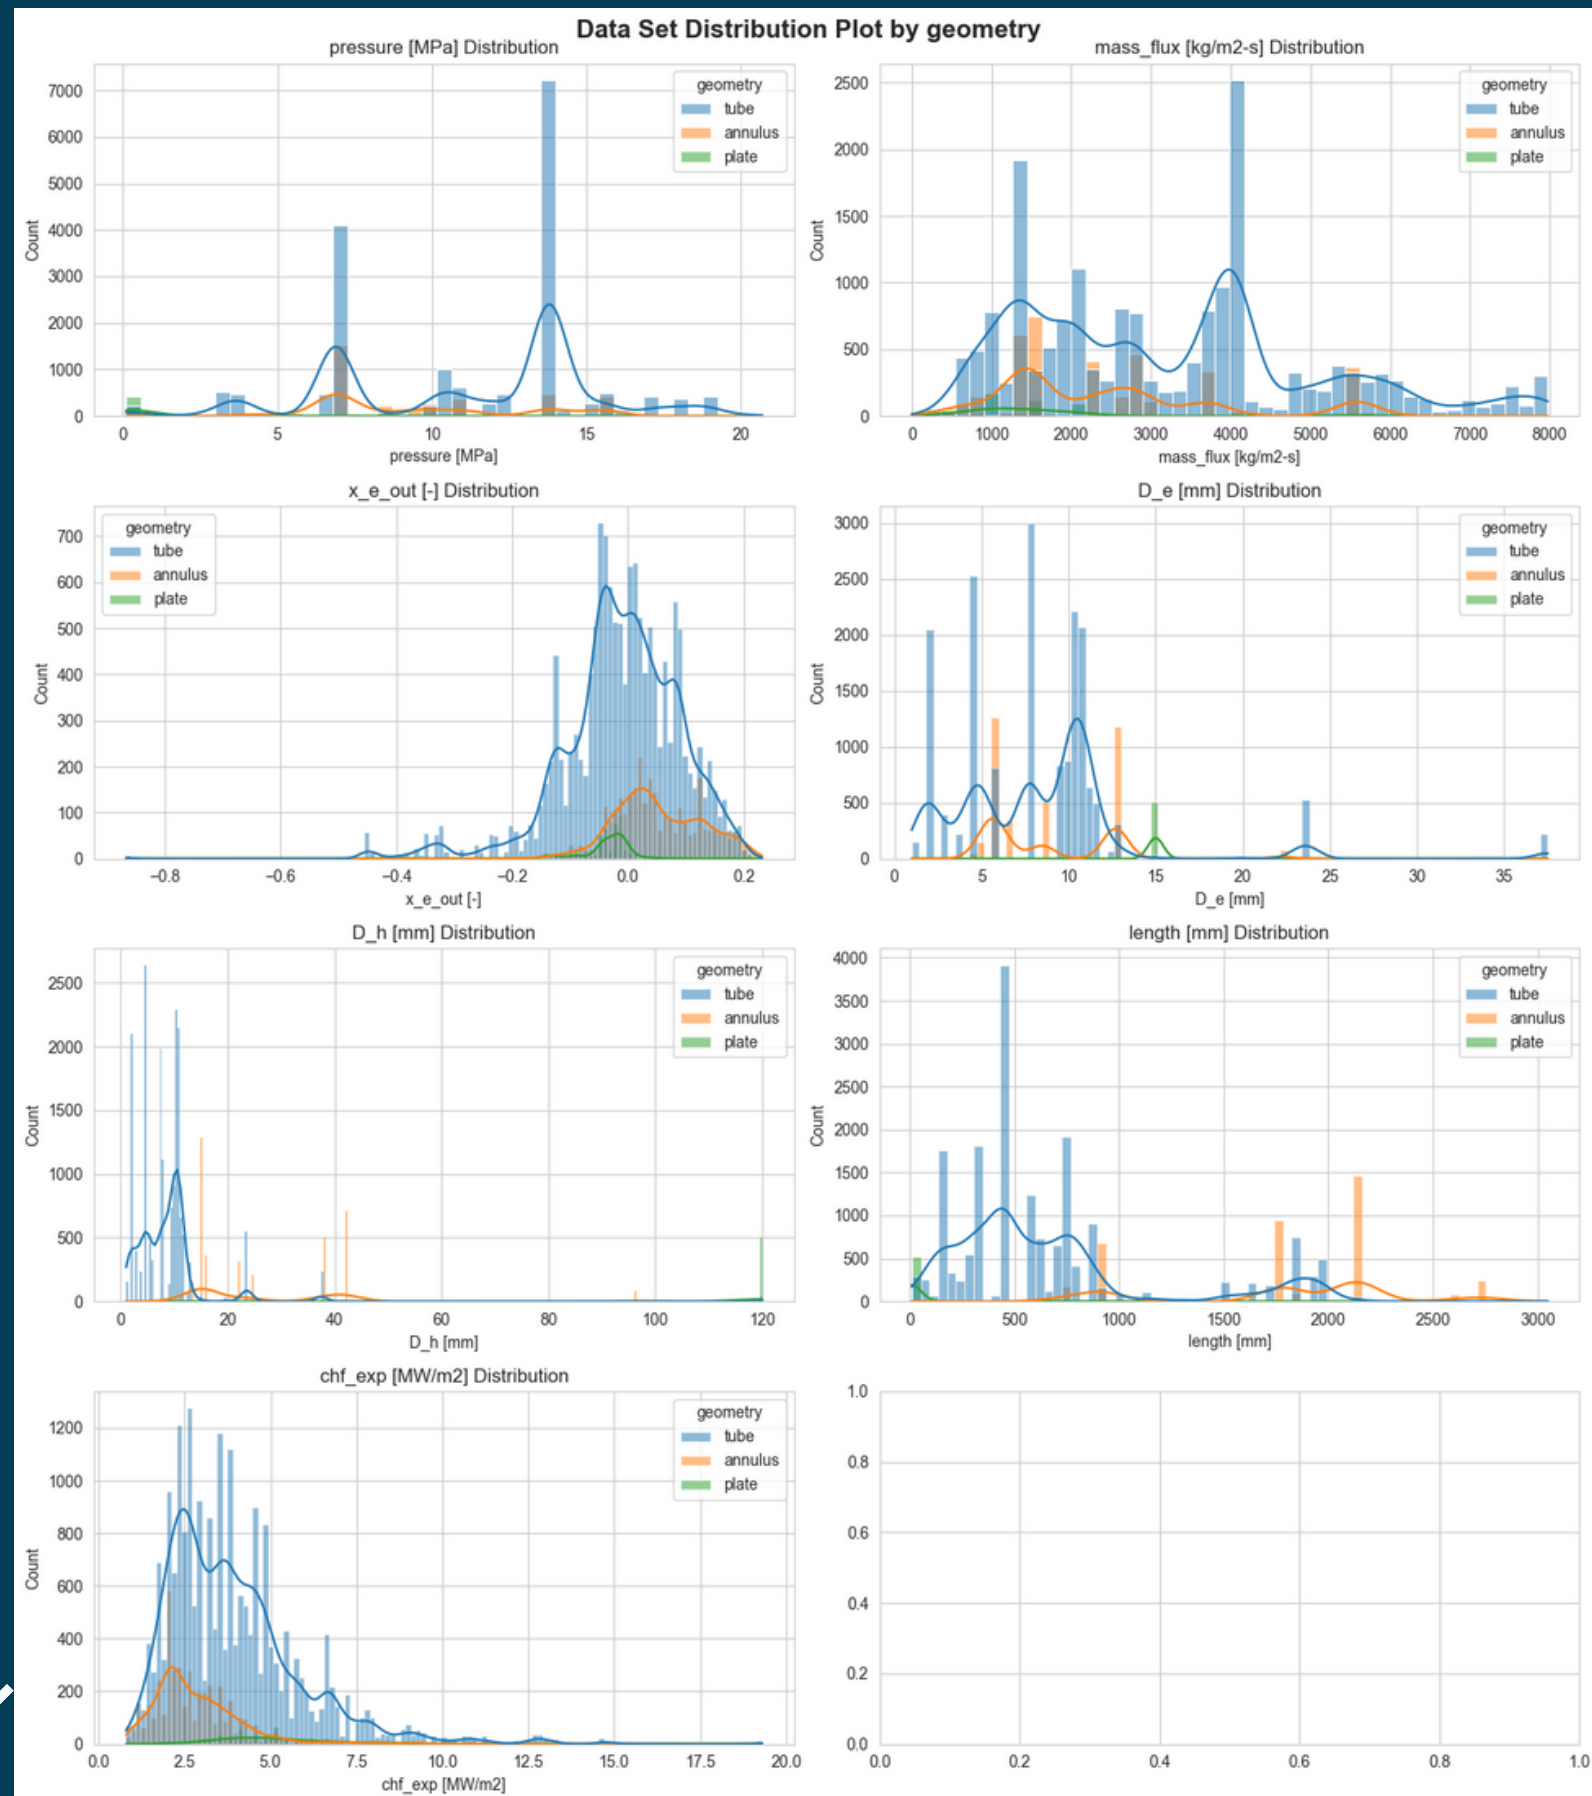 Data Set Distribution Plot by geometry
pressure [MPa] Distribution
7000
6000
5000
4000
3000
2000
1000
0
Count
geometry
tube
annulus
plate
0 5 10 15 20
pressure [MPa]
mass_flux [kg/m2-s] Distribution
2500
2000
1500
1000
500
0
Count
geometry
tube
annulus
plate
0 1000 2000 3000 4000 5000 6000 7000 8000
mass_flux [kg/m2-s]
x_e_out [-] Distribution
700
600
500
400
300
200
100
0
Count
geometry
tube
annulus
plate
−0.8 −0.6 −0.4 −0.2 0.0 0.2
x_e_out [-]
D_e [mm] Distribution
3000
2500
2000
1500
1000
500
0
Count
geometry
tube
annulus
plate
0 5 10 15 20 25 30 35
D_e [mm]
D_h [mm] Distribution
2500
2000
1500
1000
500
0
Count
geometry
tube
annulus
plate
0 20 40 60 80 100 120
D_h [mm]
length [mm] Distribution
4000
3500
3000
2500
2000
1500
1000
500
0
Count
geometry
tube
annulus
plate
0 500 1000 1500 2000 2500 3000
length [mm]
chf_exp [MW/m2] Distribution
1200
1000
800
600
400
200
0
Count
geometry
tube
annulus
plate
0.0 2.5 5.0 7.5 10.0 12.5 15.0 17.5 20.0
chf_exp [MW/m2]
1.0
0.8
0.6
0.4
0.2
0.0
0.0 0.2 0.4 0.6 0.8 1.0